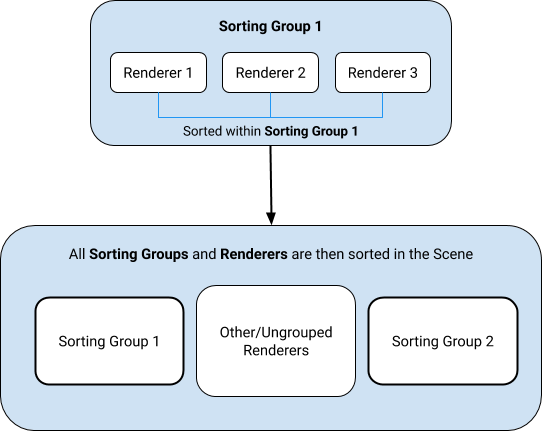 Sorting Group 1
Renderer 1
Renderer 2
Renderer 3
Sorted within Sorting Group 1
All Sorting Groups and Renderers are then sorted in the Scene
Sorting Group 1
Other/Ungrouped
Renderers
Sorting Group 2